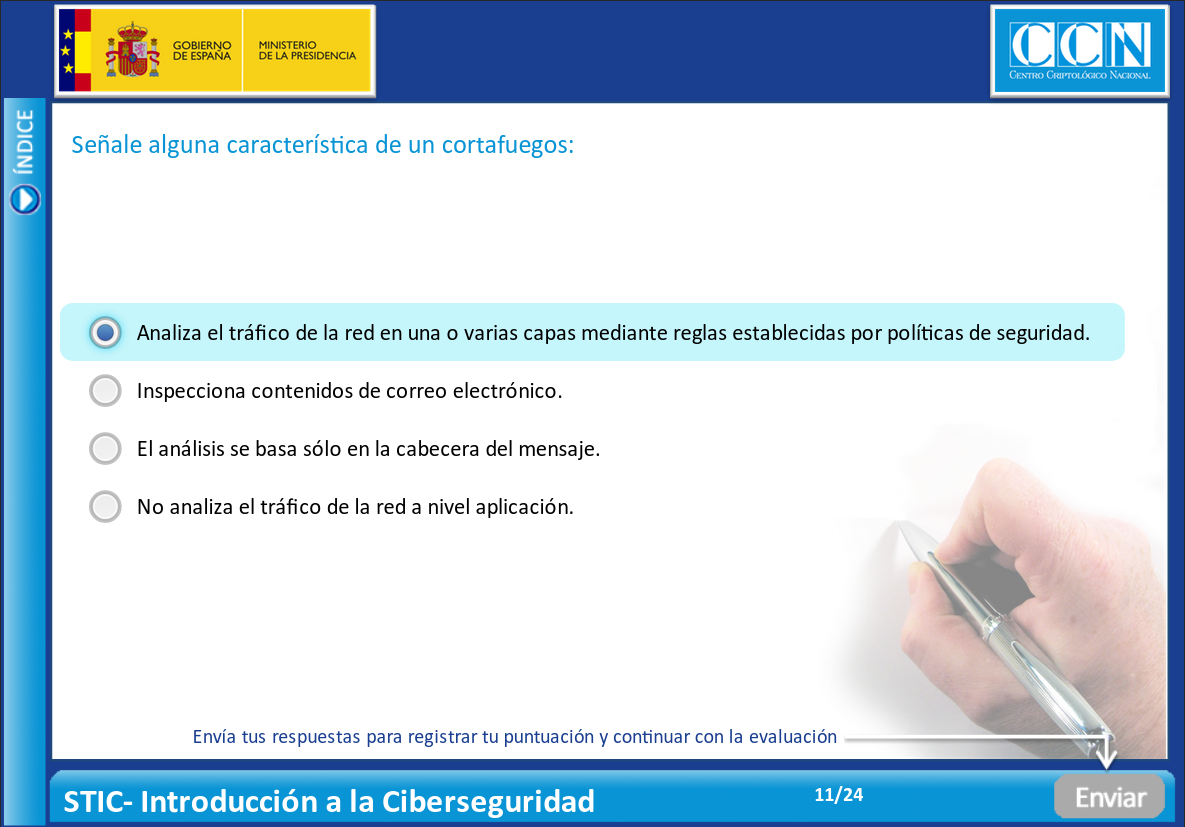 GOBIERNO
DE ESPAÑA
MINISTERIO
DE LA PRESIDENCIA
CCN
CENTRO CRIPTOLÓGICO NACIONAL
ÍNDICE
Señale alguna característica de un cortafuegos:
Analiza el tráfico de la red en una o varias capas mediante reglas establecidas por políticas de seguridad.
Inspecciona contenidos de correo electrónico.
El análisis se basa sólo en la cabecera del mensaje.
No analiza el tráfico de la red a nivel aplicación.
Envía tus respuestas para registrar tu puntuación y continuar con la evaluación
STIC- Introducción a la Ciberseguridad
11/24
Enviar